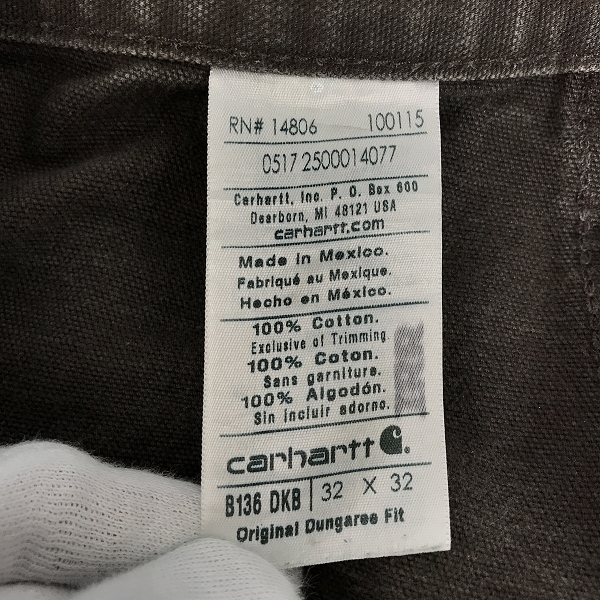 RN# 14806 100115
0517 2500014077
Carhartt, Inc. P. O. Box 600
Dearborn, MI 48121 USA
carhartt.com
Made in Mexico.
Fabriqué au Mexique.
Hecho en México.
100% Cotton.
Exclusive of Trimming
100% Coton.
Sans garniture.
100% Algodón.
Sin incluir adorno.
carhartt
B136 DKB 32 X 32
Original Dungaree Fit